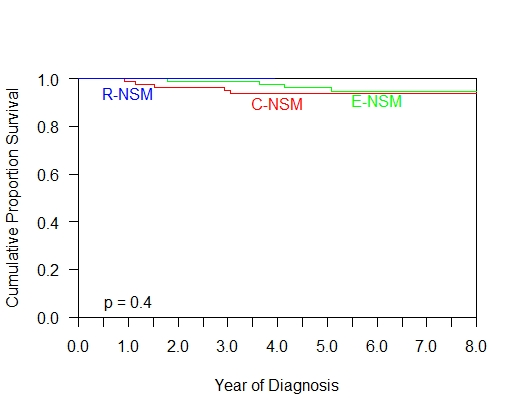 1.0
0.8
0.6
0.4
0.2
0.0
Cumulative Proportion Survival
R-NSM
C-NSM
E-NSM
p = 0.4
0.0 1.0 2.0 3.0 4.0 5.0 6.0 7.0 8.0
Year of Diagnosis